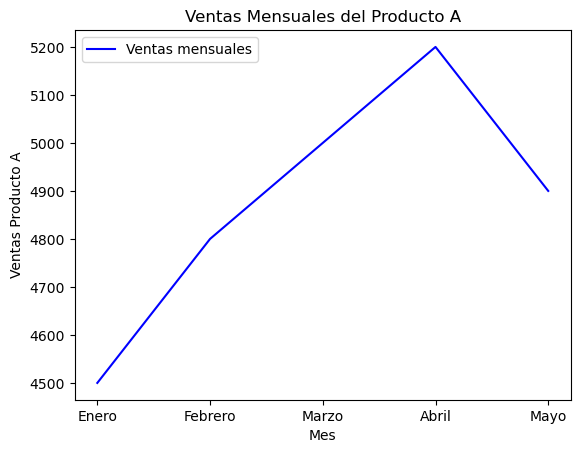 Ventas Mensuales del Producto A
Ventas mensuales
5200
5100
5000
4900
4800
4700
4600
4500
Ventas Producto A
Enero Febrero Marzo Abril Mayo
Mes